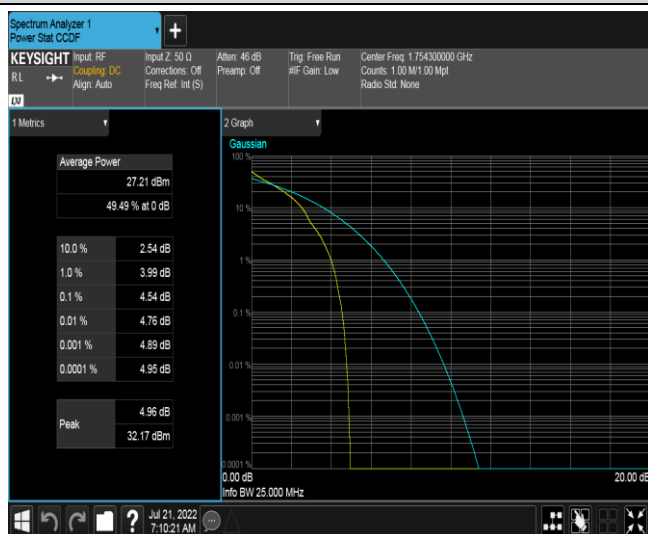 Spectrum Analyzer 1
Power Stat CCDF
KEYSIGHT
RL
LXI
Input: RF
Coupling: DC
Align: Auto
Input Z: 50 Ω
Corrections: Off
Freq Ref: Int (S)
Atten: 46 dB
Preamp: Off
Trig: Free Run
#IF Gain: Low
Center Freq: 1.754300000 GHz
Counts: 1.00 M/1.00 Mpt
Radio Std: None
1 Metrics
Average Power
27.21 dBm
49.49 % at 0 dB
10.0 % 2.54 dB
1.0 % 3.99 dB
0.1 % 4.54 dB
0.01 % 4.76 dB
0.001 % 4.89 dB
0.0001 % 4.95 dB
Peak
4.96 dB
32.17 dBm
2 Graph
Gaussian
100 %
10 %
1 %
0.1 %
0.01 %
0.001 %
0.0001 %
0.00 dB
20.00 dB
Info BW 25.000 MHz
Jul 21, 2022
7:10:21 AM